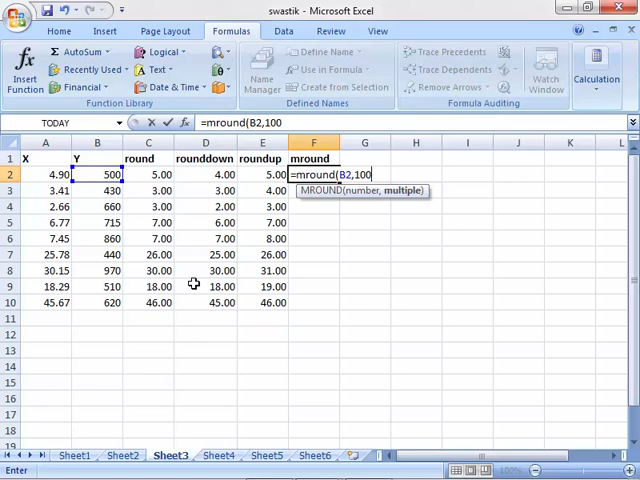 swastik - Microsoft Excel
Home Insert Page Layout Formulas Data Review View
Insert Function
AutoSum
Recently Used
Financial
Logical
Text
Date & Time
Function Library
Name Manager
Define Name
Use in Formula
Create from Selection
Defined Names
Trace Precedents
Trace Dependents
Remove Arrows
Formula Auditing
Watch Window
Calculation
TODAY =mround(B2,100
A B C D E F G H I J K L
1 X Y round rounddown roundup mround
2 4.90 500 5.00 4.00 5.00 =mround(B2,100
MROUND(number, multiple)
3 3.41 430 3.00 3.00 4.00
4 2.66 660 3.00 2.00 3.00
5 6.77 715 7.00 6.00 7.00
6 7.45 860 7.00 7.00 8.00
7 25.78 440 26.00 25.00 26.00
8 30.15 970 30.00 30.00 31.00
9 18.29 510 18.00 18.00 19.00
10 45.67 620 46.00 45.00 46.00
11
12
13
14
15
16
17
18
19
Sheet1 Sheet2 Sheet3 Sheet4 Sheet5 Sheet6
Enter 100%